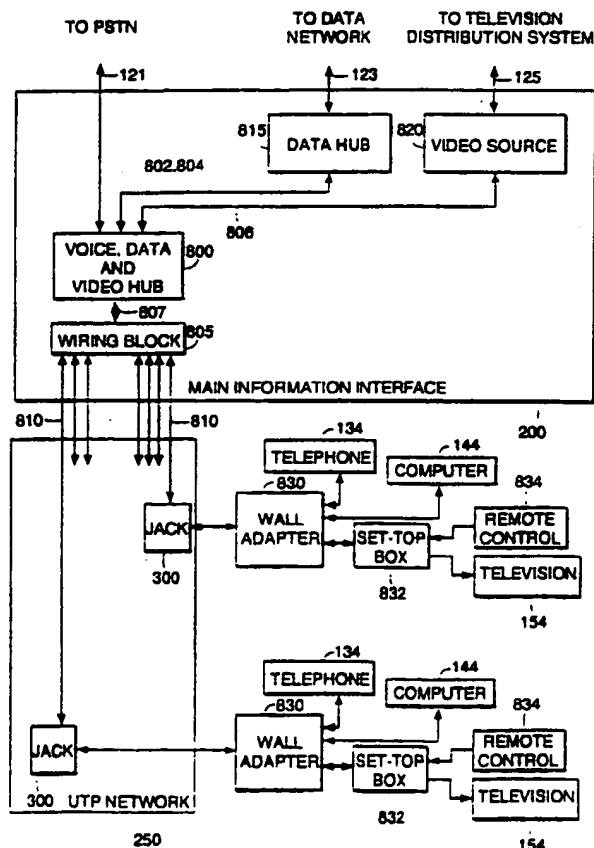 TO PSTN
TO DATA
NETWORK
TO TELEVISION
DISTRIBUTION SYSTEM
121
123
125
815
DATA HUB
820
VIDEO SOURCE
802.804
806
VOICE, DATA
AND
VIDEO HUB
800
807
WIRING BLOCK
805
MAIN INFORMATION INTERFACE
200
810
810
134
TELEPHONE
144
COMPUTER
830
WALL
ADAPTER
834
REMOTE
CONTROL
JACK
300
SET-TOP
BOX
832
TELEVISION
154
134
TELEPHONE
144
COMPUTER
830
WALL
ADAPTER
834
REMOTE
CONTROL
JACK
300
SET-TOP
BOX
832
TELEVISION
154
UTP NETWORK
250